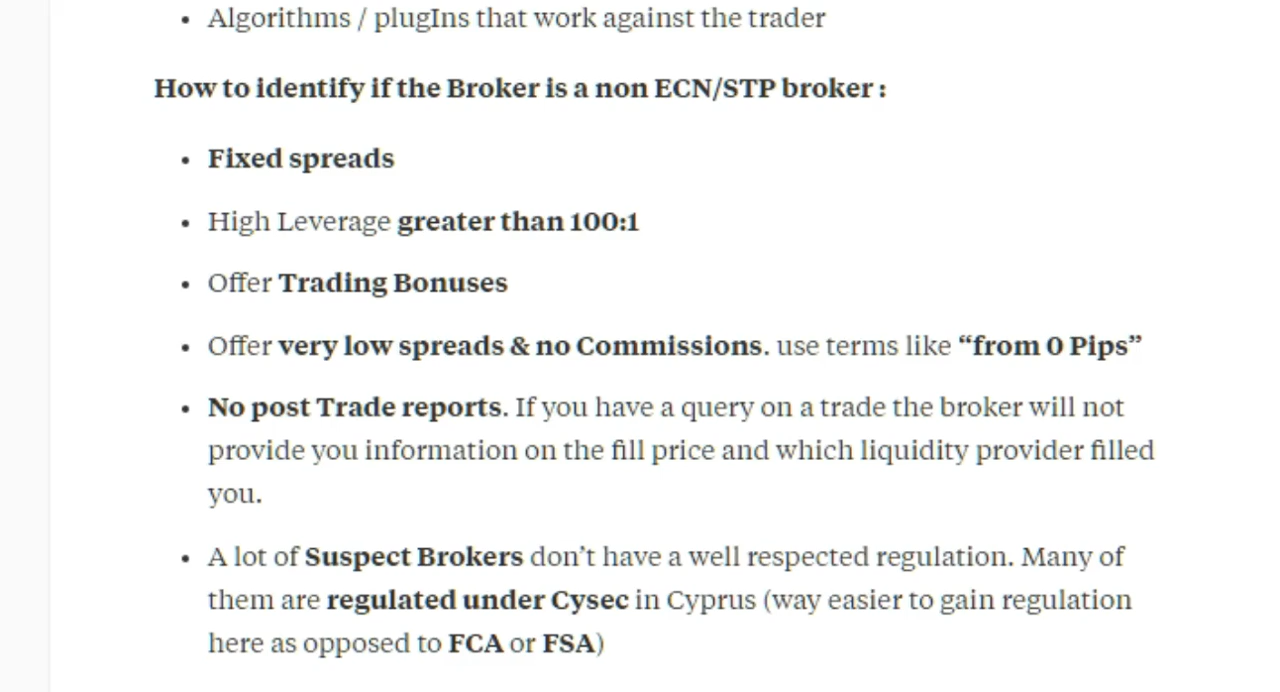 • Algorithms / plugIns that work against the trader
How to identify if the Broker is a non ECN/STP broker :
• Fixed spreads
• High Leverage greater than 100:1
• Offer Trading Bonuses
• Offer very low spreads & no Commissions. use terms like “from 0 Pips”
• No post Trade reports. If you have a query on a trade the broker will not
provide you information on the fill price and which liquidity provider filled
you.
• A lot of Suspect Brokers don’t have a well respected regulation. Many of
them are regulated under Cysec in Cyprus (way easier to gain regulation
here as opposed to FCA or FSA)